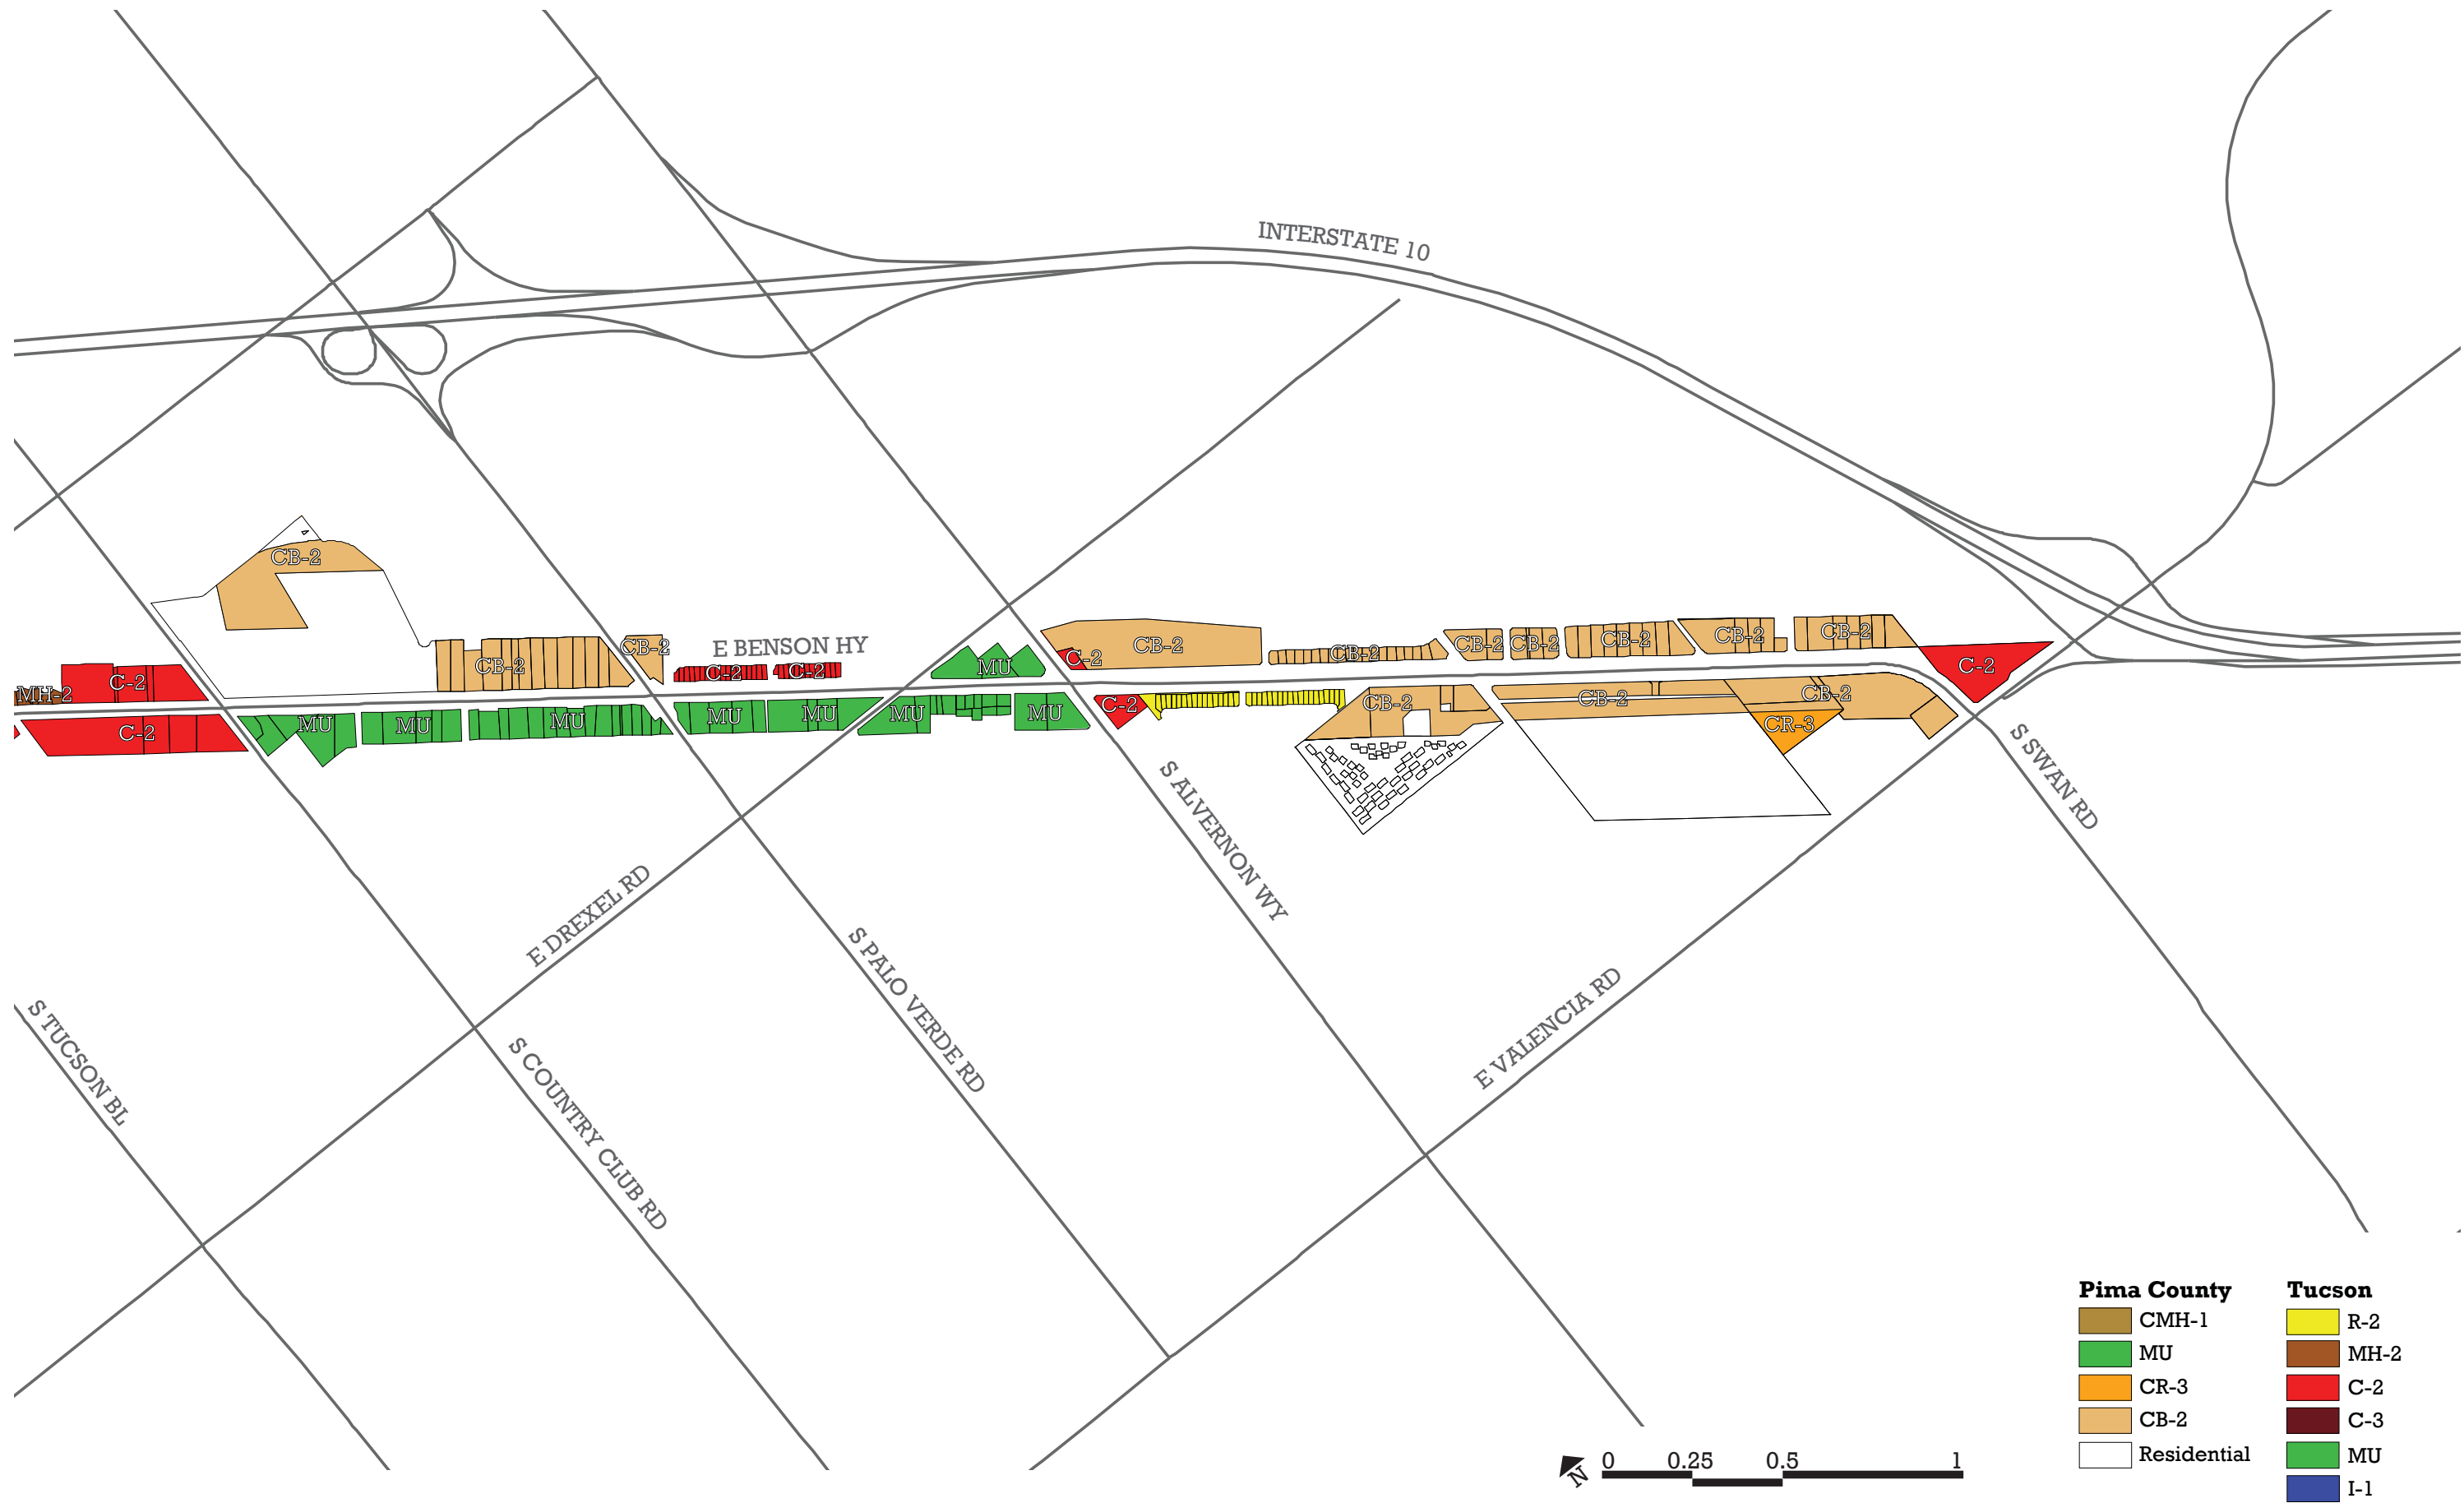 INTERSTATE 10
CB-2
E BENSON HY
CB-2
CB-2
CB-2
CB-2
CB-2
CB-2
CB-2
CB-2
CB-2
C-2
C-2
C-2
C-2
MU
C-2
MH-2
C-2
MU
MU
MU
MU
MU
MU
MU
C-2
CB-2
CB-2
CB-2
CR-3
S SWAN RD
S ALVERNON WY
E DREXEL RD
S PALO VERDE RD
E VALENCIA RD
S TUCSON BL
S COUNTRY CLUB RD
Pima County
CMH-1
MU
CR-3
CB-2
Residential
Tucson
R-2
MH-2
C-2
C-3
MU
I-1
N
0 0.25 0.5 1